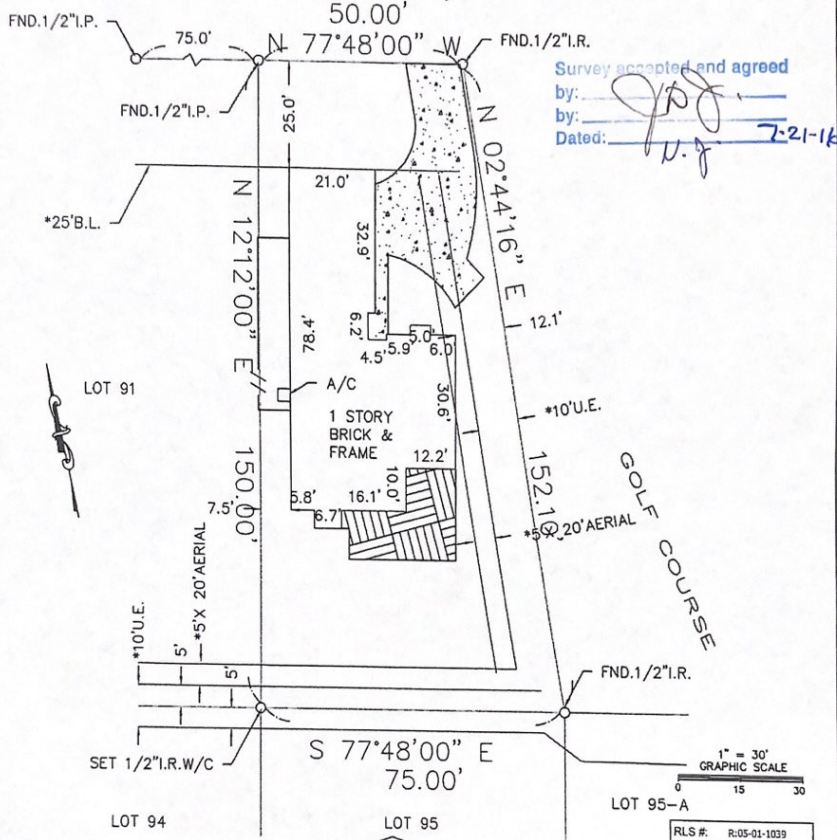 50.00'
FND.1/2"I.P.
75.0'
N 77°48'00" W
FND.1/2"I.R.
FND.1/2"I.P.
Survey accepted and agreed
by:
by:
Dated:
25.0'
N 02°44'16" E
21.0'
*25'B.L.
N 12°12'00" E
32.9'
6.2'
78.4'
4.5'
5.9'
5.0'
6.0'
12.1'
LOT 91
A/C
30.6'
*10'U.E.
1 STORY
BRICK &
FRAME
12.2'
10.0'
150.00'
152.1
GOLF COURSE
7.5'
5.8'
16.1'
6.7'
*5'X 20'AERIAL
*5'X 20'AERIAL
*10'U.E.
5'
5'
FND.1/2"I.R.
SET 1/2"I.R.W/C
S 77°48'00" E
75.00'
1" = 30'
GRAPHIC SCALE
0 15 30
LOT 95-A
LOT 94
LOT 95
RLS #: R:05-01-1039